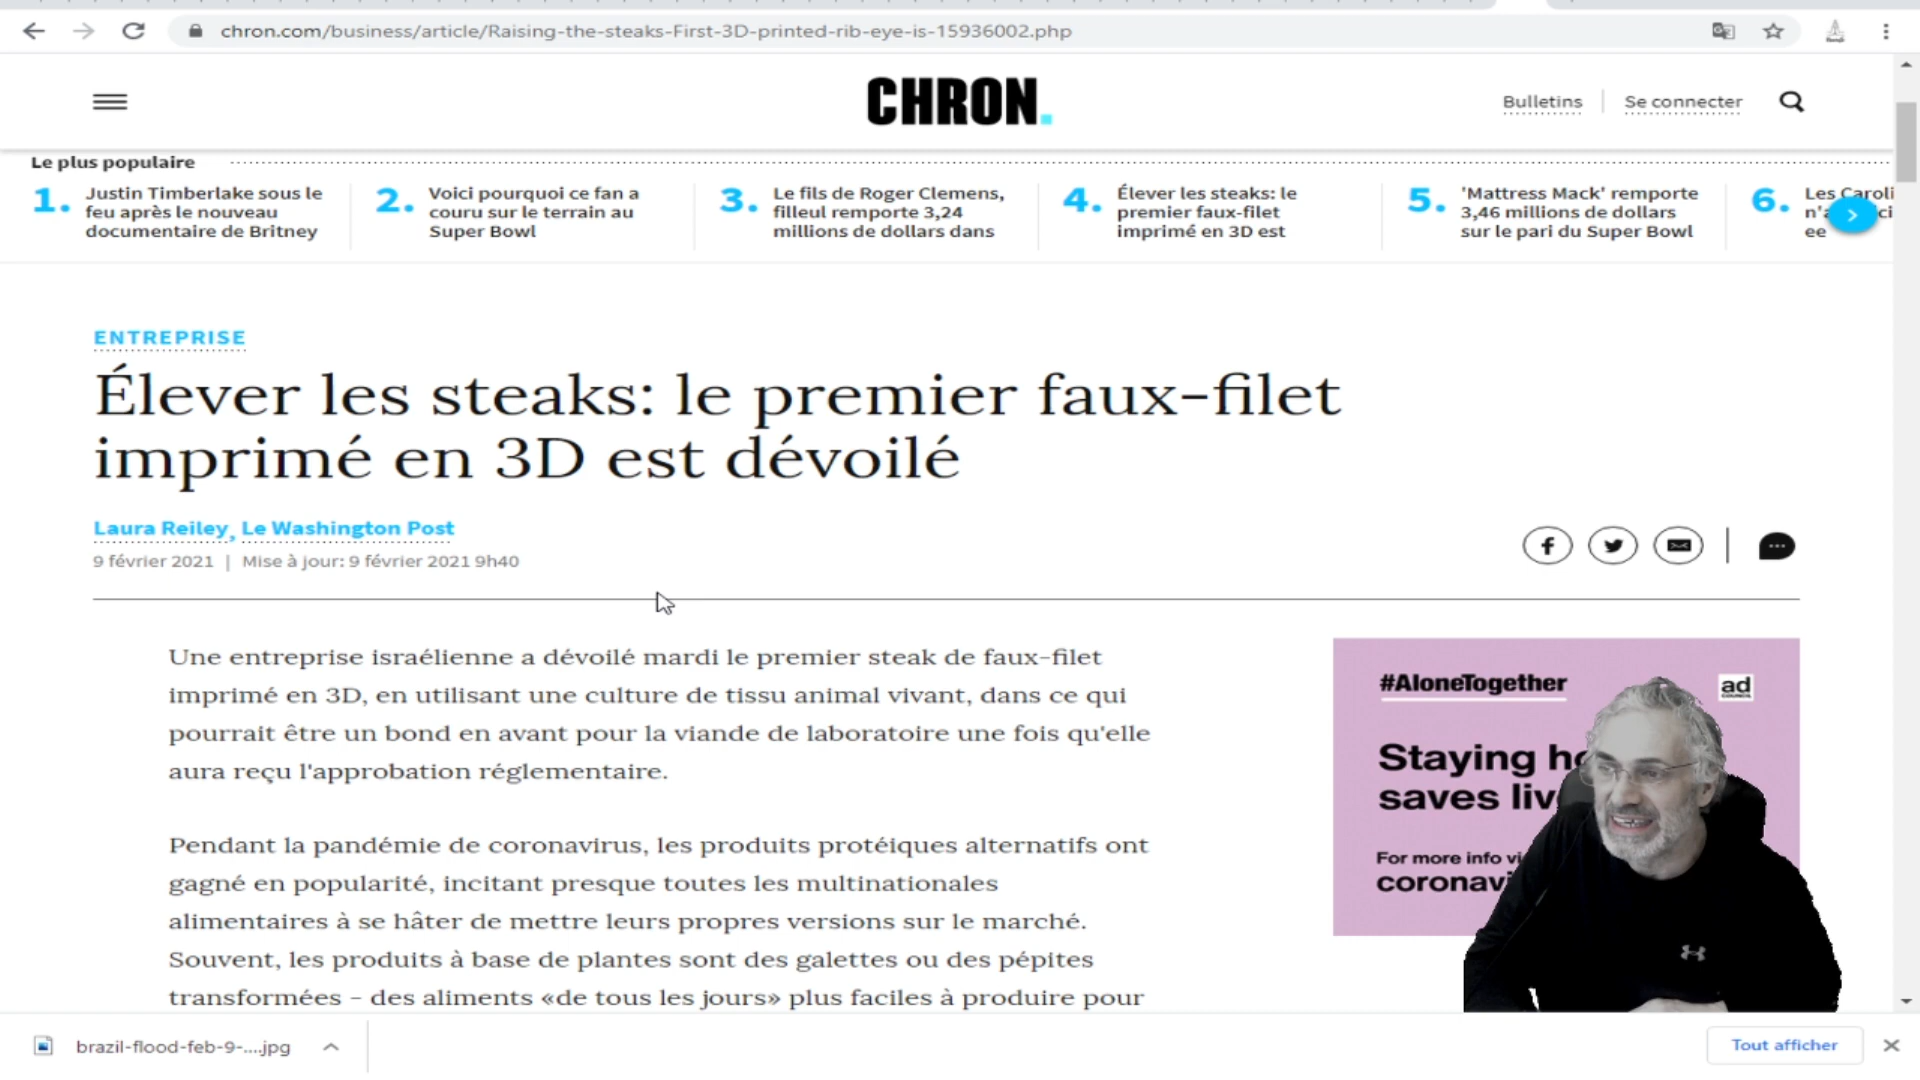 chron.com/business/article/Raising-the-steaks-First-3D-printed-rib-eye-is-15936002.php
CHRON.
Bulletins
Se connecter
Le plus populaire
1. Justin Timberlake sous le
feu après le nouveau
documentaire de Britney
2. Voici pourquoi ce fan a
couru sur le terrain au
Super Bowl
3. Le fils de Roger Clemens,
filleul remporte 3,24
millions de dollars dans
4. Élever les steaks: le
premier faux-filet
imprimé en 3D est
5. 'Mattress Mack' remporte
3,46 millions de dollars
sur le pari du Super Bowl
6. Les
ENTREPRISE
Élever les steaks: le premier faux-filet
imprimé en 3D est dévoilé
Laura Reiley, Le Washington Post
9 février 2021 | Mise à jour: 9 février 2021 9h40
Une entreprise israélienne a dévoilé mardi le premier steak de faux-filet
imprimé en 3D, en utilisant une culture de tissu animal vivant, dans ce qui
pourrait être un bond en avant pour la viande de laboratoire une fois qu'elle
aura reçu l'approbation réglementaire.
Pendant la pandémie de coronavirus, les produits protéiques alternatifs ont
gagné en popularité, incitant presque toutes les multinationales
alimentaires à se hâter de mettre leurs propres versions sur le marché.
Souvent, les produits à base de plantes sont des galettes ou des pépites
transformées - des aliments «de tous les jours» plus faciles à produire pour
#AloneTogether
ad
COUNCIL
Staying
saves
For more info
brazil-flood-feb-9-....jpg
Tout afficher